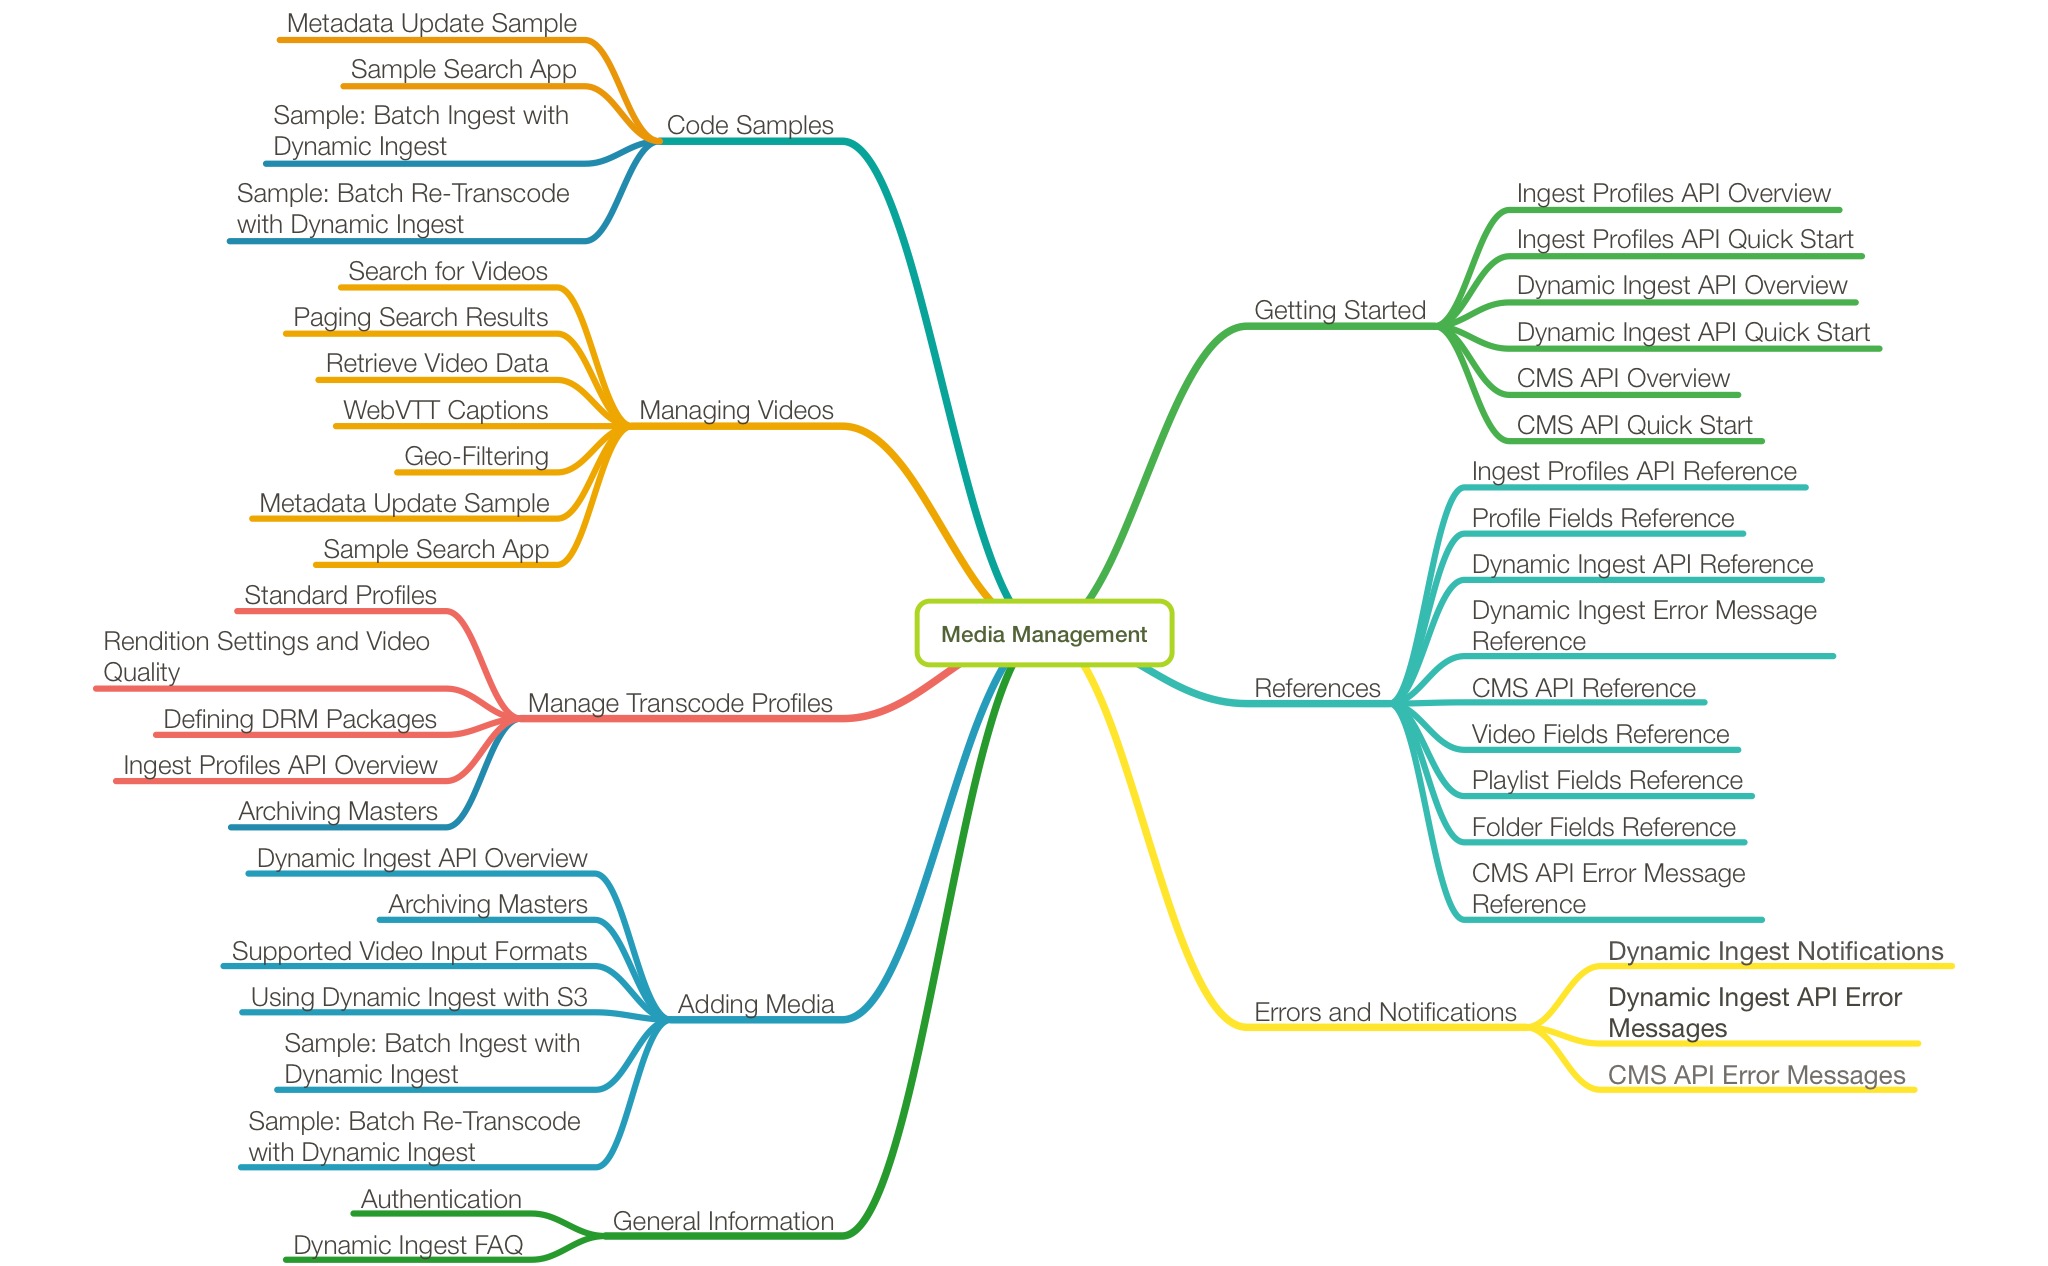 Metadata Update Sample
Sample Search App
Sample: Batch Ingest with
Dynamic Ingest
Sample: Batch Re-Transcode
with Dynamic Ingest
Code Samples
Search for Videos
Paging Search Results
Retrieve Video Data
WebVTT Captions
Geo-Filtering
Metadata Update Sample
Sample Search App
Managing Videos
Standard Profiles
Rendition Settings and Video
Quality
Defining DRM Packages
Ingest Profiles API Overview
Archiving Masters
Manage Transcode Profiles
Dynamic Ingest API Overview
Archiving Masters
Supported Video Input Formats
Using Dynamic Ingest with S3
Sample: Batch Ingest with
Dynamic Ingest
Sample: Batch Re-Transcode
with Dynamic Ingest
Adding Media
Authentication
Dynamic Ingest FAQ
General Information
Media Management
Getting Started
Ingest Profiles API Overview
Ingest Profiles API Quick Start
Dynamic Ingest API Overview
Dynamic Ingest API Quick Start
CMS API Overview
CMS API Quick Start
References
Ingest Profiles API Reference
Profile Fields Reference
Dynamic Ingest API Reference
Dynamic Ingest Error Message
Reference
CMS API Reference
Video Fields Reference
Playlist Fields Reference
Folder Fields Reference
CMS API Error Message
Reference
Errors and Notifications
Dynamic Ingest Notifications
Dynamic Ingest API Error
Messages
CMS API Error Messages